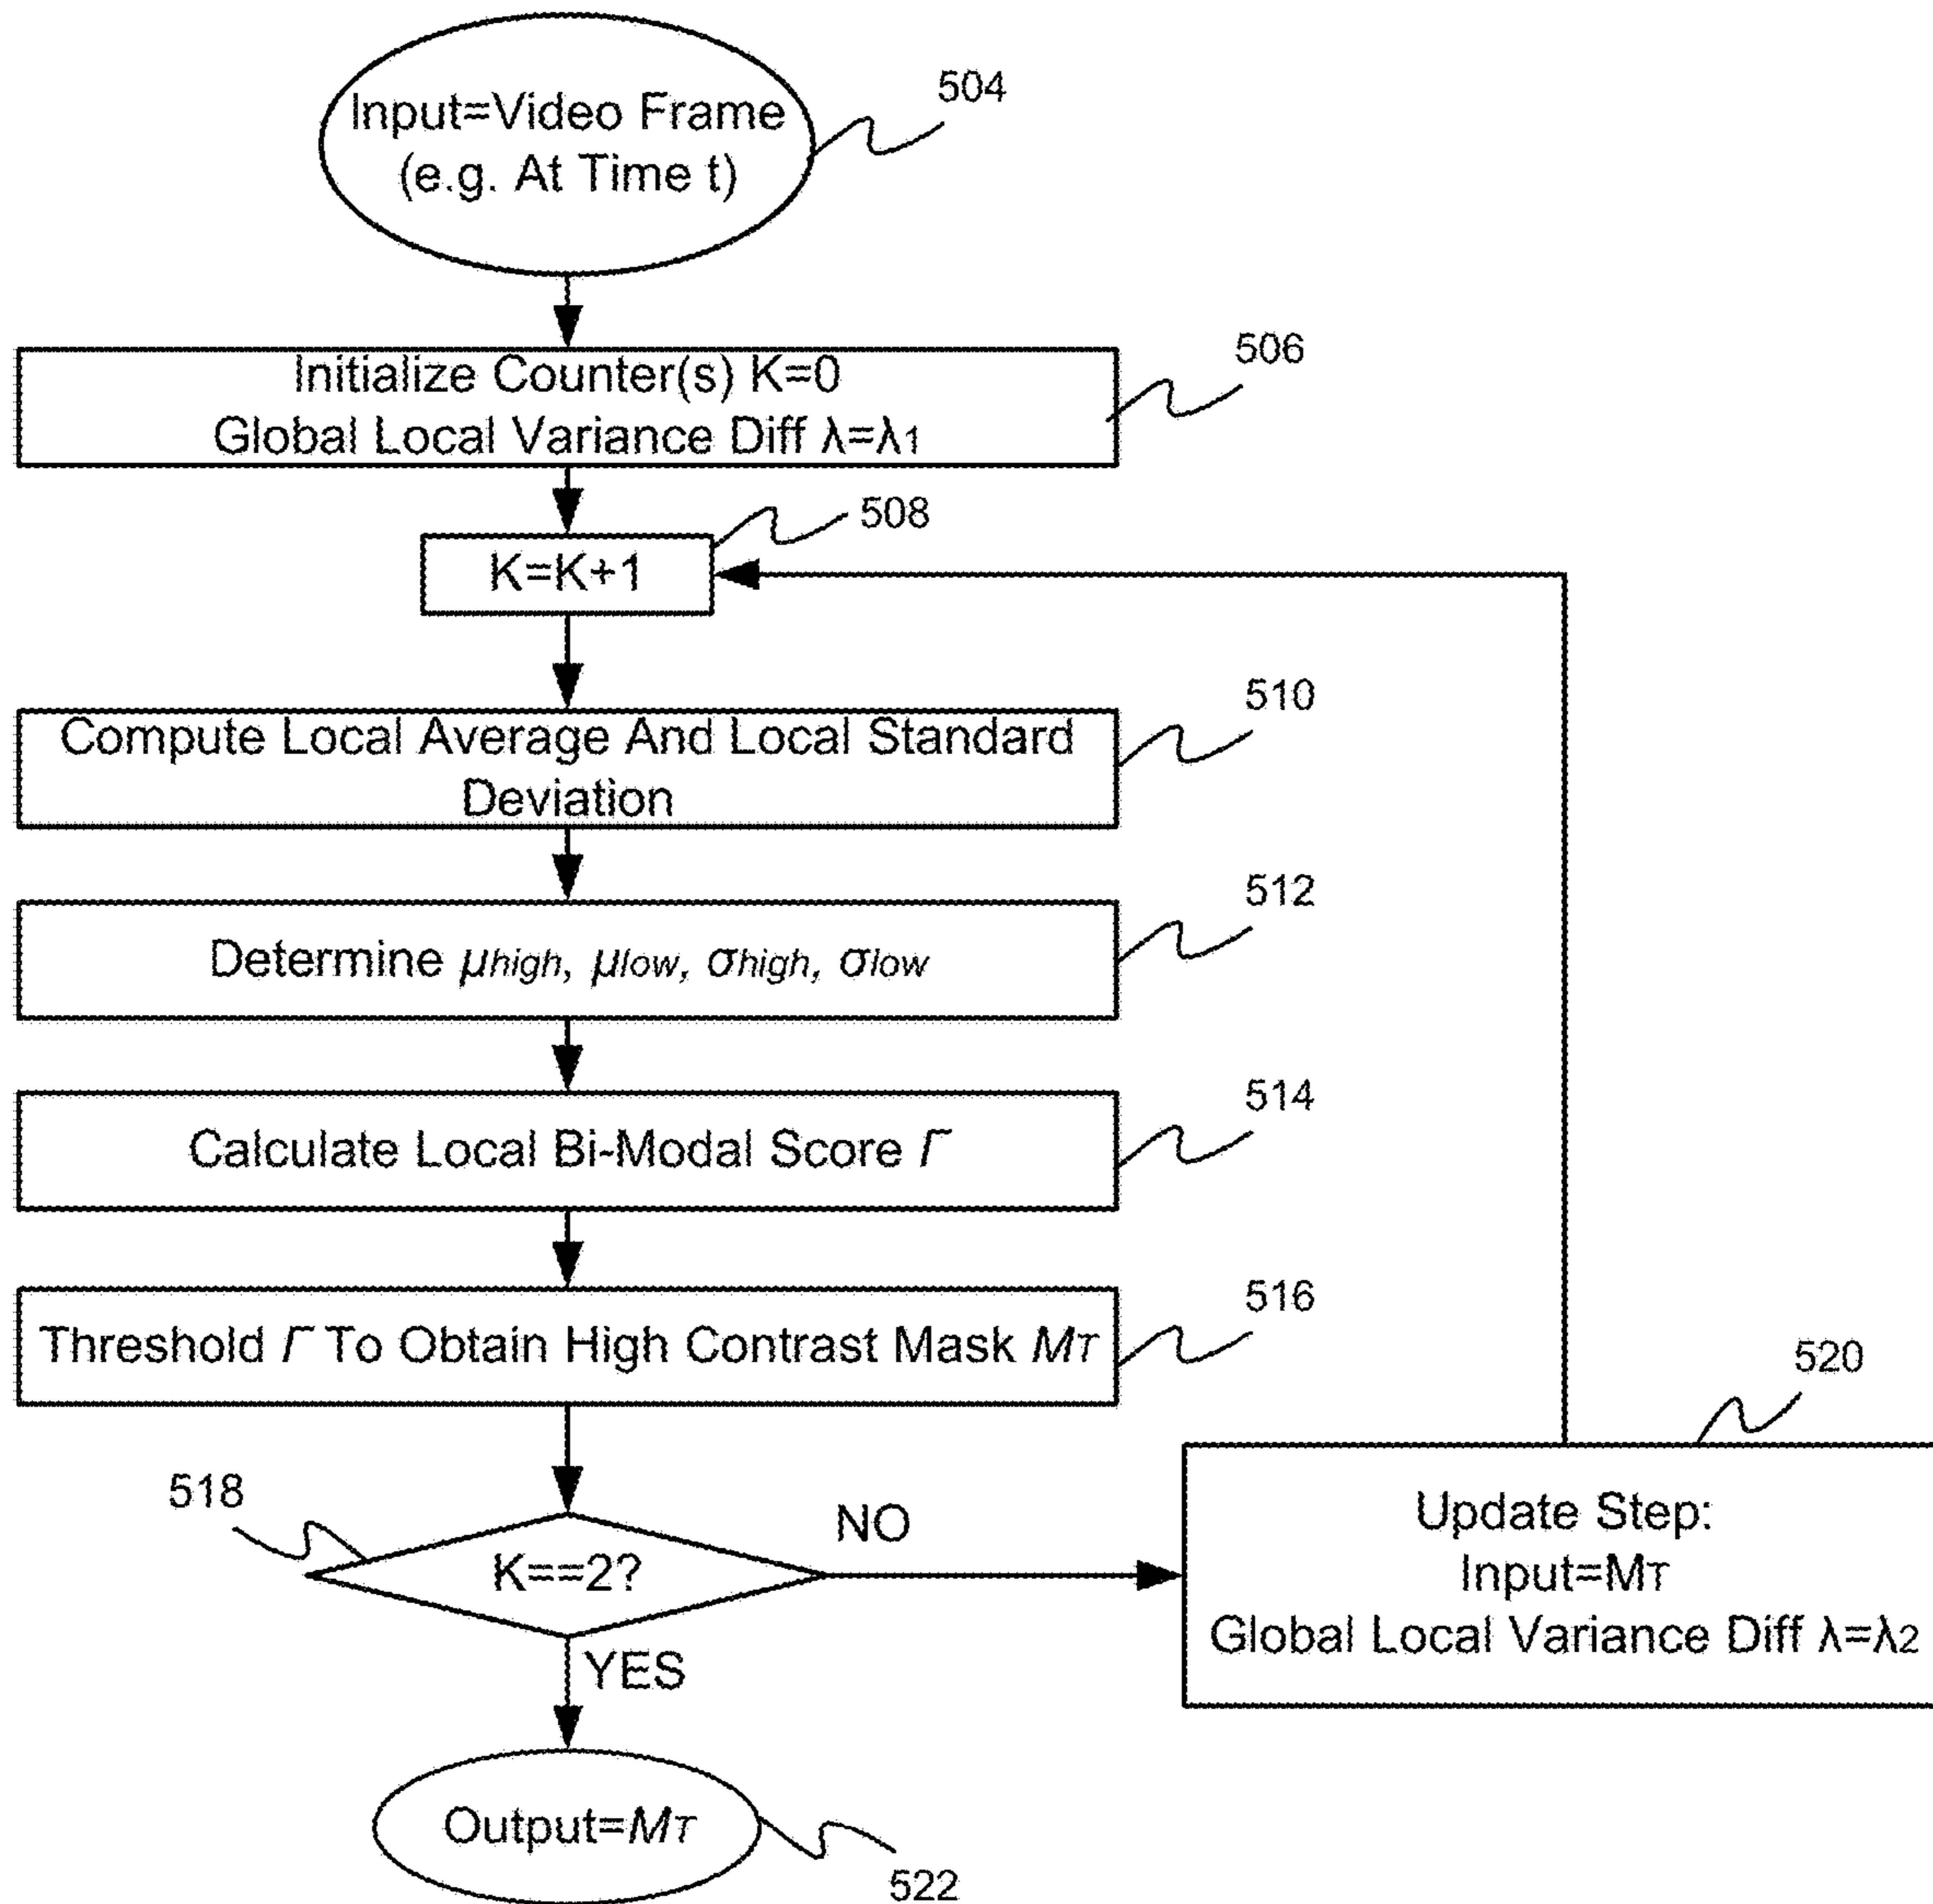 Input=Video Frame
(e.g. At Time t)
504
Initialize Counter(s) K=0
Global Local Variance Diff λ=λ1
506
508
K=K+1
510
Compute Local Average And Local Standard
Deviation
512
Determine μhigh, μlow, σhigh, σlow
514
Calculate Local Bi-Modal Score Γ
516
Threshold Γ To Obtain High Contrast Mask MT
518
K==2?
NO
520
Update Step:
Input=MT
Global Local Variance Diff λ=λ2
YES
Output=MT
522